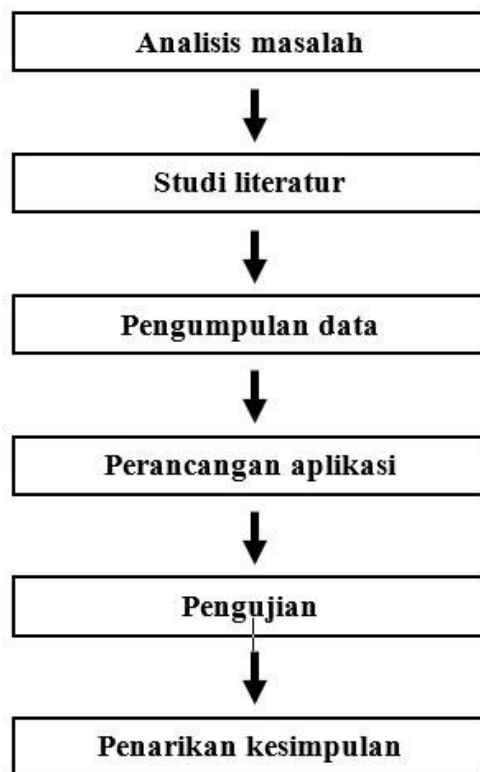 Analisis masalah
Studi literatur
Pengumpulan data
Perancangan aplikasi
Pengujian
Penarikan kesimpulan